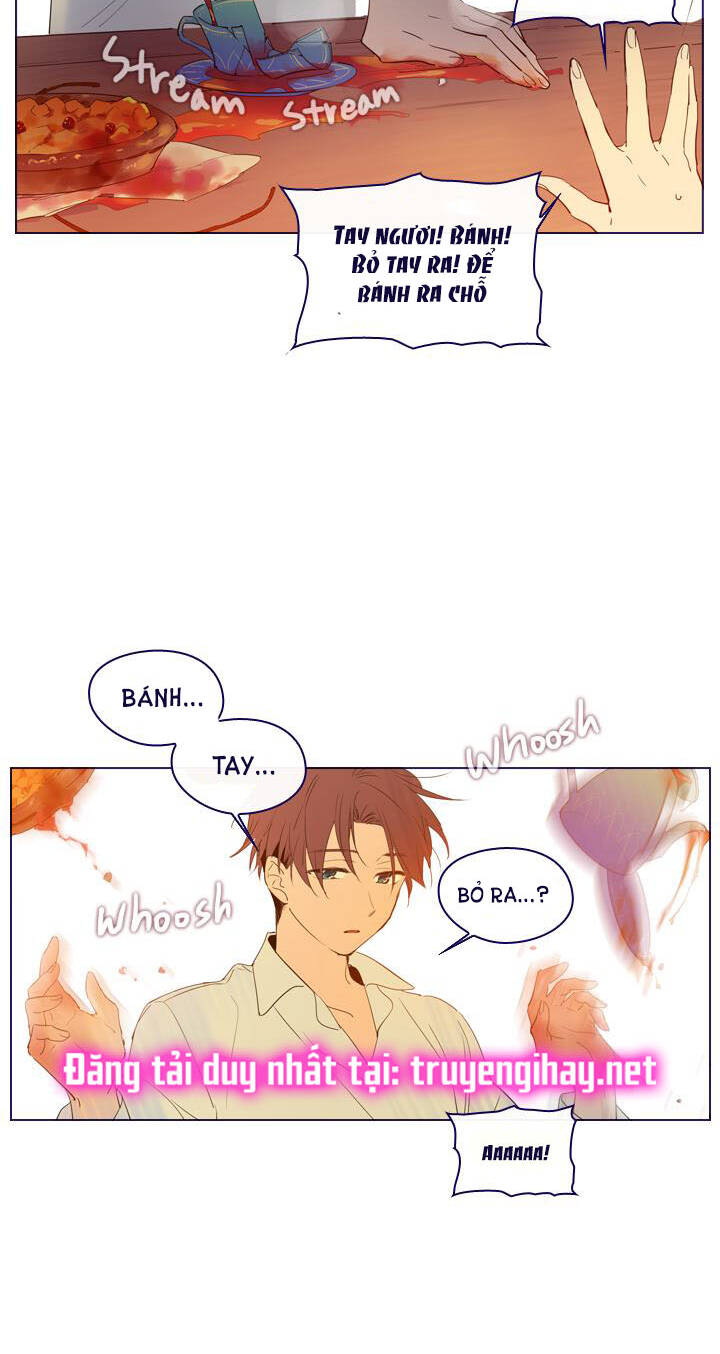 Stream
Stream
TAY NGƯƠI! BÁNH!
BỎ TAY RA! ĐỂ
BÁNH RA CHỖ
BÁNH...
TAY...
Whoosh
BỎ RA...?
Whoosh
Đăng tải duy nhất tại: truyengihay.net
AAAAAA!